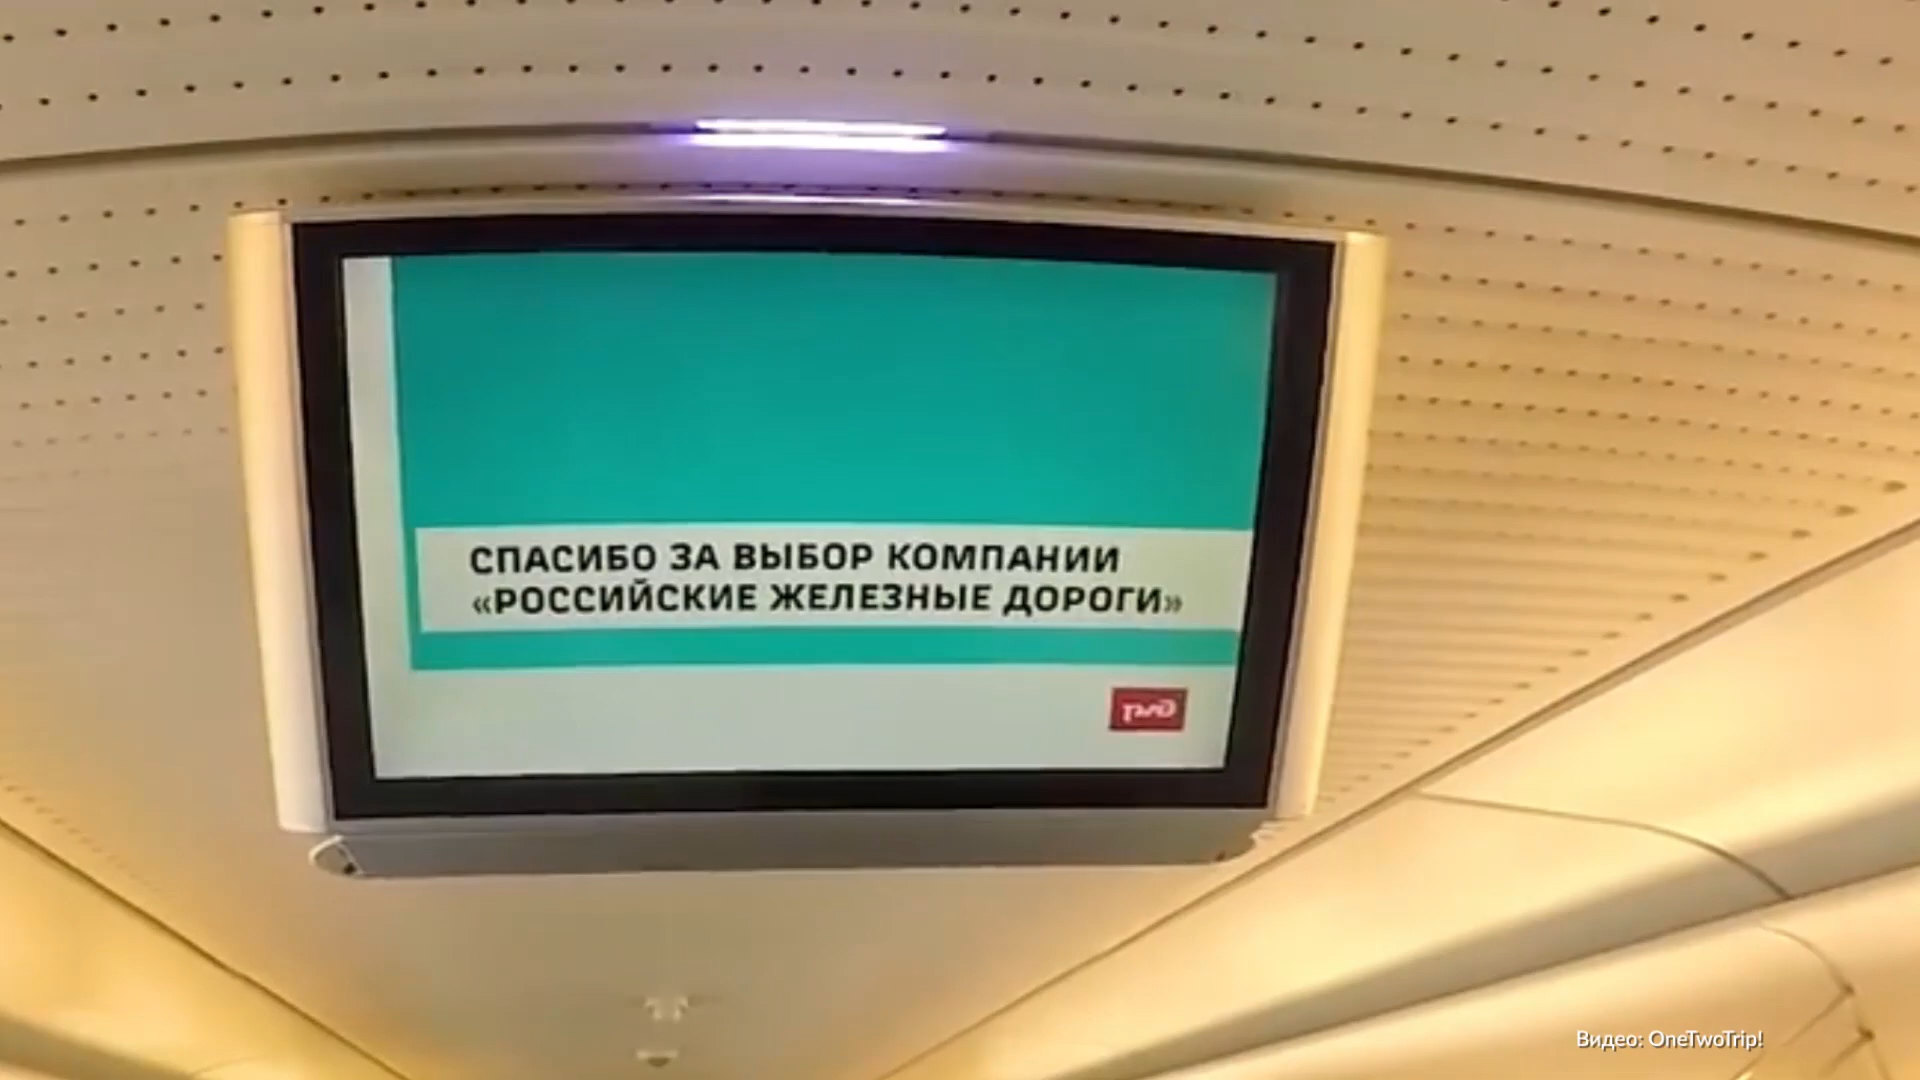 СПАСИБО ЗА ВЫБОР КОМПАНИИ
«РОССИЙСКИЕ ЖЕЛЕЗНЫЕ ДОРОГИ»
Видео: OneTwoTrip!